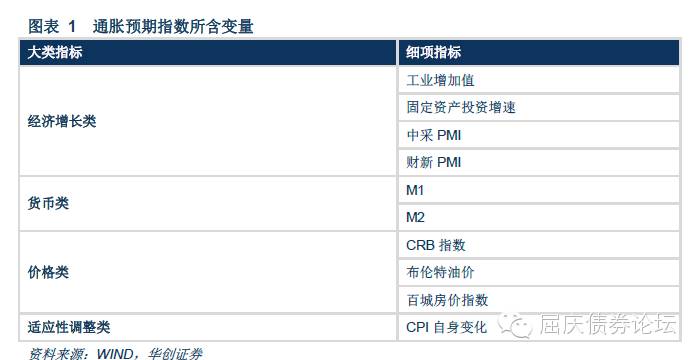 图表 1 通胀预期指数所含变量
大类指标 细项指标
经济增长类
工业增加值
固定资产投资增速
中采 PMI
财新 PMI
货币类
M1
M2
价格类
CRB 指数
布伦特油价
百城房价指数
适应性调整类 CPI 自身变化
屈庆债券论坛
资料来源：WIND，华创证券